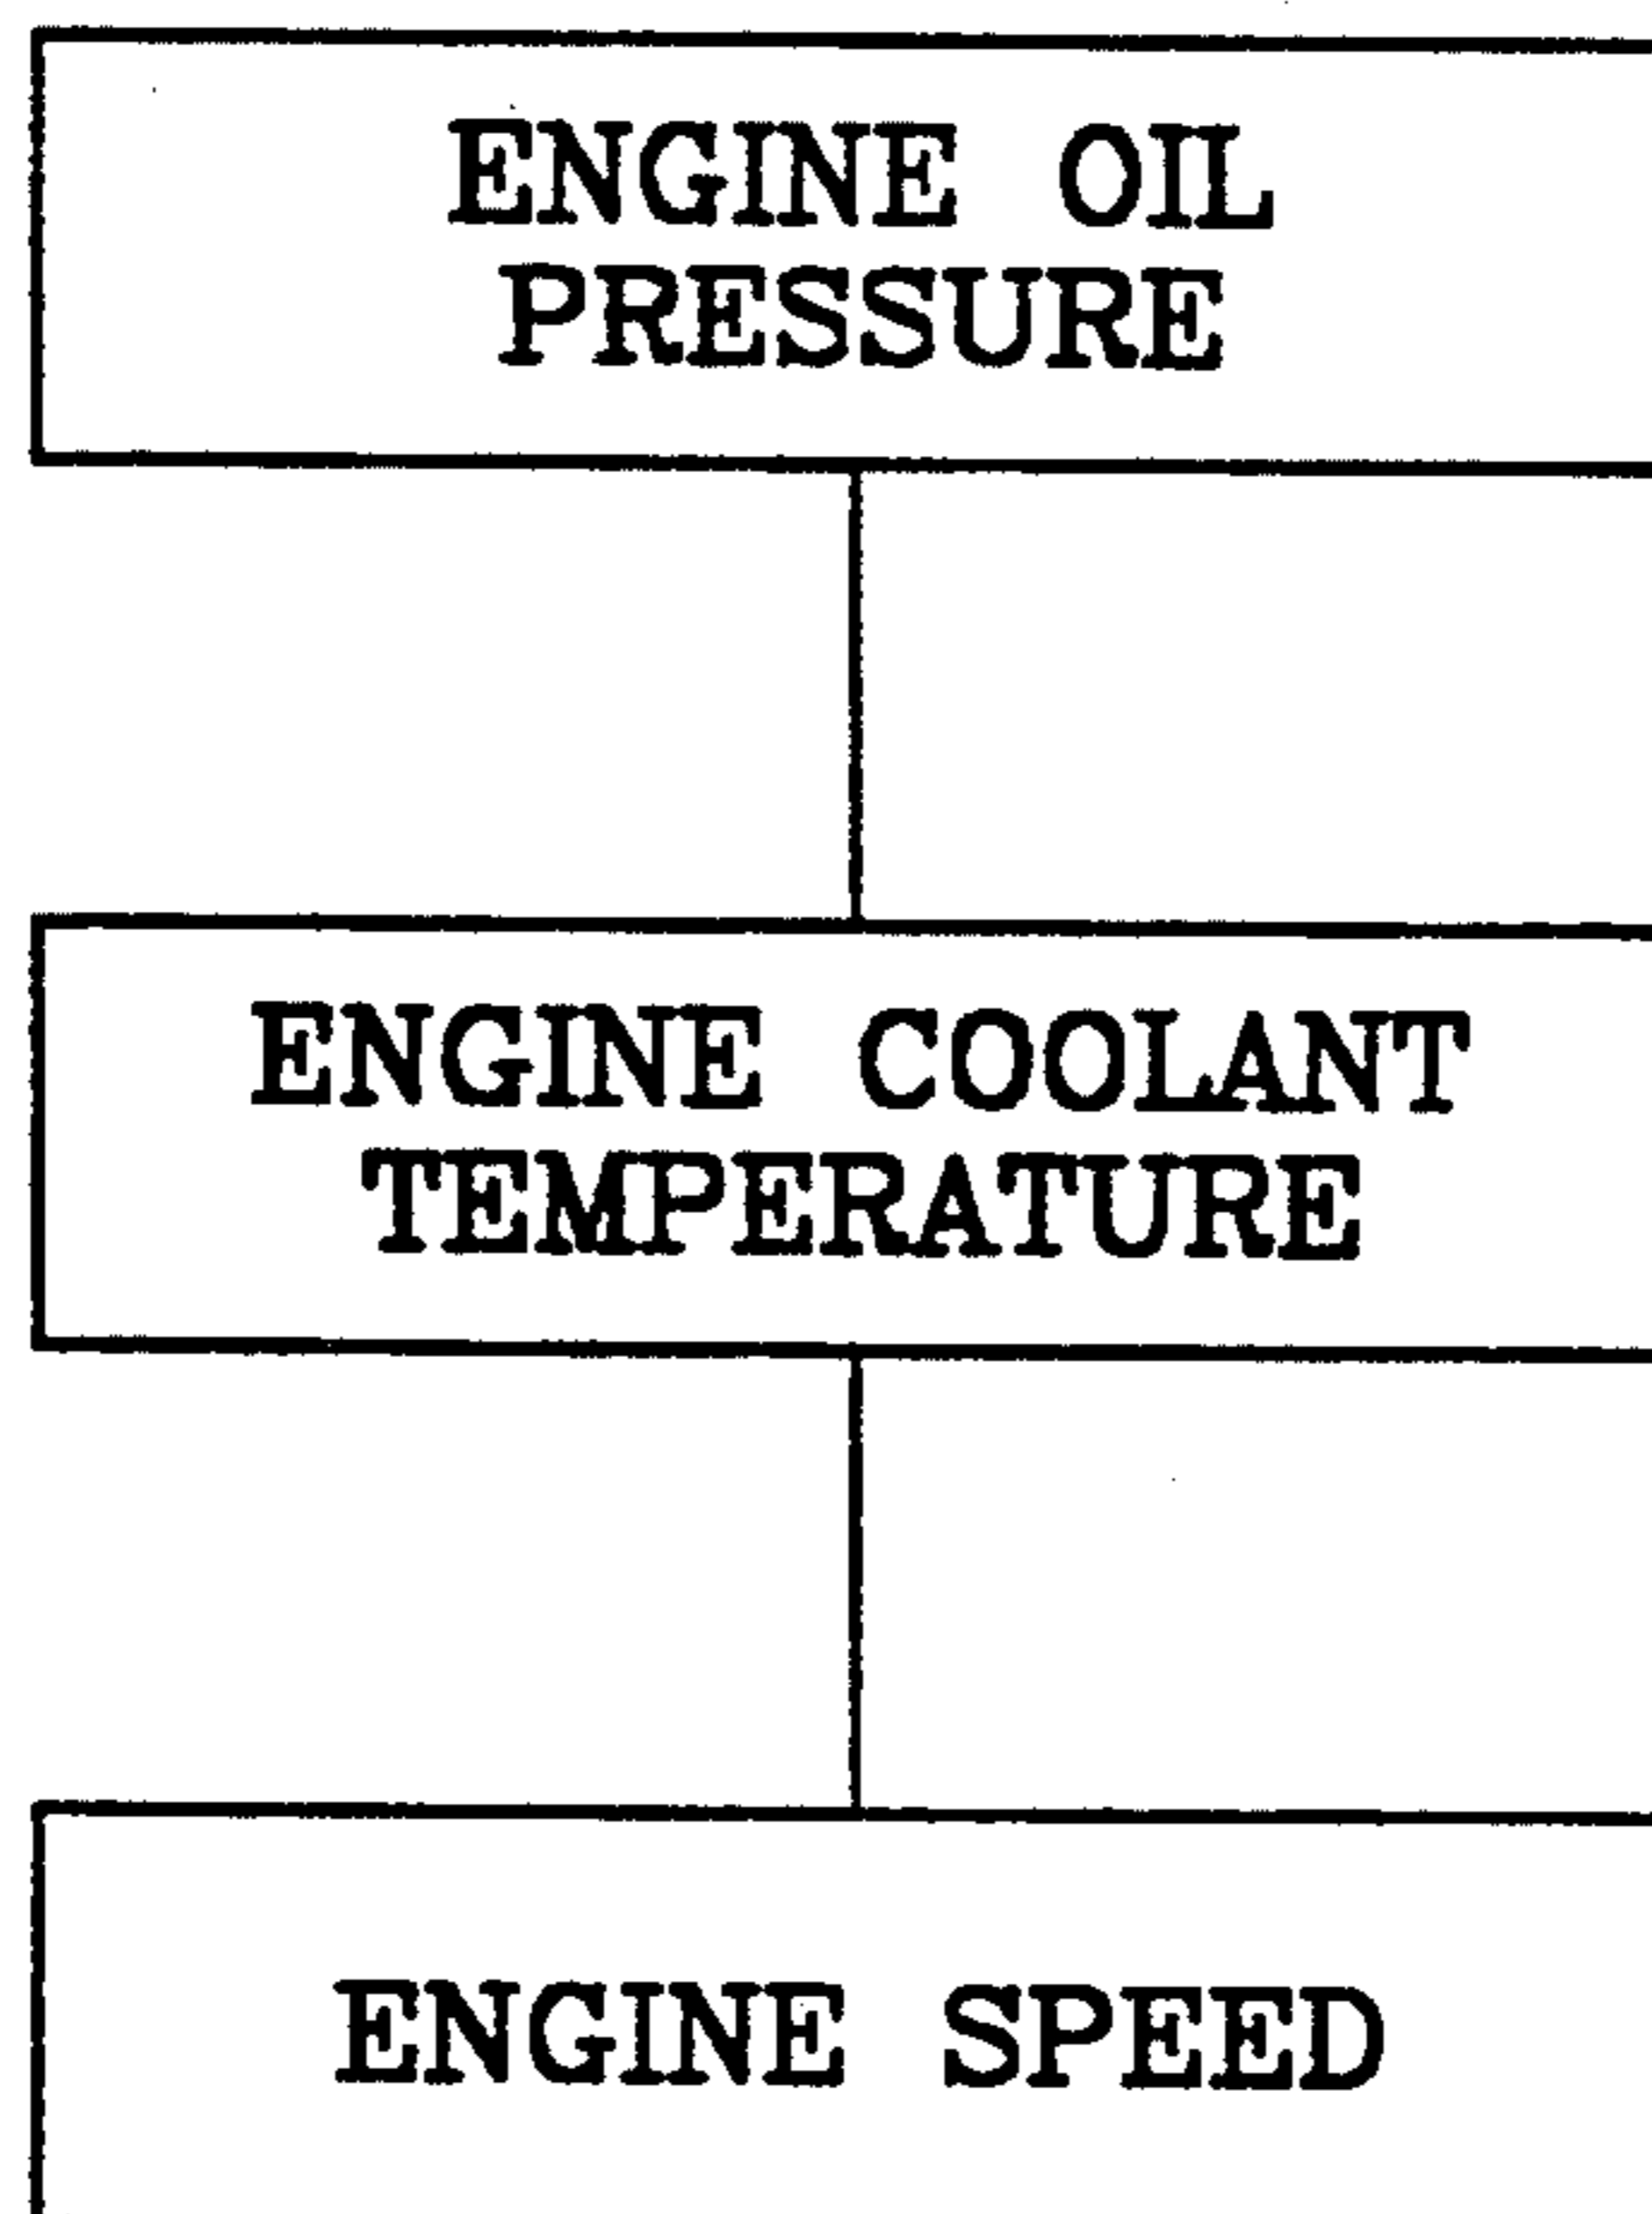 ENGINE OIL
PRESSURE
ENGINE COOLANT
TEMPERATURE
ENGINE SPEED